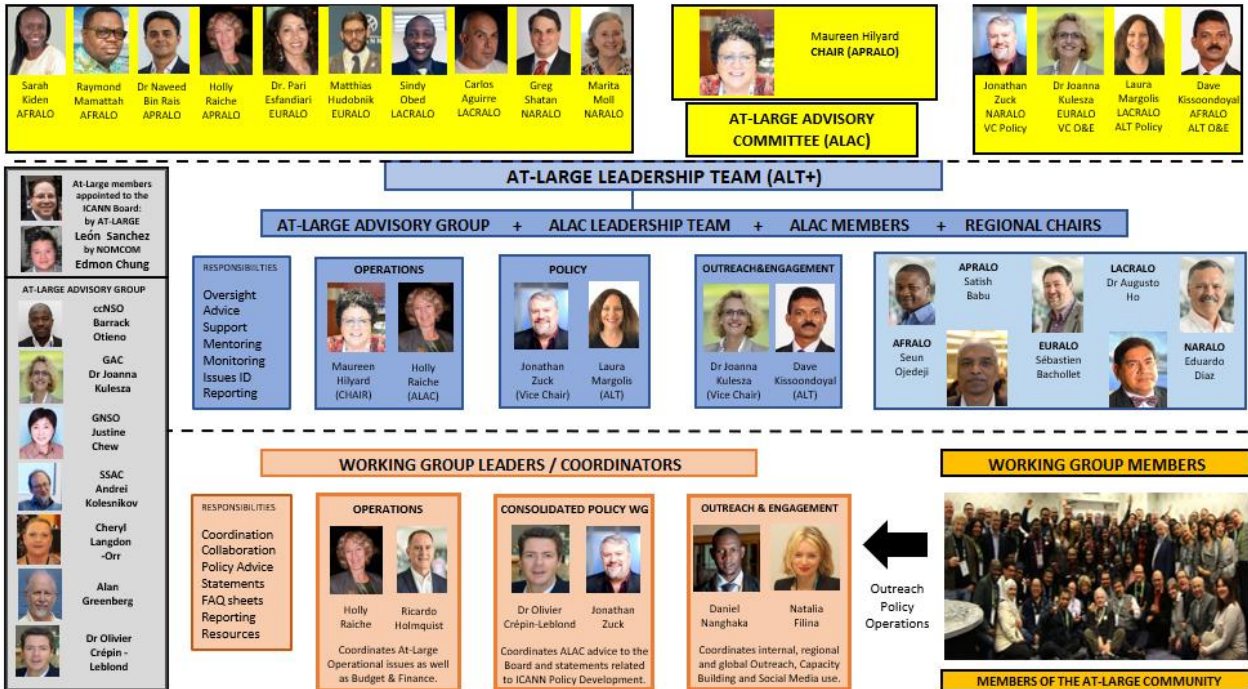 Sarah
Kiden
AFRALO
Raymond
Mamattah
AFRALO
Dr Naveed
Bin Rais
APRALO
Holly
Raiche
APRALO
Dr. Pari
Esfandiari
EURALO
Matthias
Hudobnik
EURALO
Sindy
Obed
LACRALO
Carlos
Aguirre
LACRALO
Greg
Shatan
NARALO
Marita
Moll
NARALO
Maureen Hilyard
CHAIR (APRALO)
AT-LARGE ADVISORY
COMMITTEE (ALAC)
Jonathan
Zuck
NARALO
VC Policy
Dr Joanna
Kulesza
EURALO
VC O&E
Laura
Margolis
LACRALO
ALT Policy
Dave
Kissoondoyal
AFRALO
ALT O&E
At-Large members
appointed to the
ICANN Board:
by AT-LARGE
León Sanchez
by NOMCOM
Edmon Chung
AT-LARGE ADVISORY GROUP
ccNSO
Barrack
Otieno
GAC
Dr Joanna
Kulesza
GNSO
Justine
Chew
SSAC
Andrei
Kolesnikov
Cheryl
Langdon
-Orr
Alan
Greenberg
Dr Olivier
Crépin -
Leblond
AT-LARGE LEADERSHIP TEAM (ALT+)
AT-LARGE ADVISORY GROUP + ALAC LEADERSHIP TEAM + ALAC MEMBERS + REGIONAL CHAIRS
RESPONSIBIILTIES
Oversight
Advice
Support
Mentoring
Monitoring
Issues ID
Reporting
OPERATIONS
Maureen
Hilyard
(CHAIR)
Holly
Raiche
(ALAC)
POLICY
Jonathan
Zuck
(Vice Chair)
Laura
Margolis
(ALT)
OUTREACH&ENGAGEMENT
Dr Joanna
Kulesza
(Vice Chair)
Dave
Kissoondoyal
(ALT)
APRALO
Satish
Babu
LACRALO
Dr Augusto
Ho
AFRALO
Seun
Ojedeji
EURALO
Sébastien
Bachollet
NARALO
Eduardo
Diaz
WORKING GROUP LEADERS / COORDINATORS
RESPONSIBILITIES
Coordination
Collaboration
Policy Advice
Statements
FAQ sheets
Reporting
Resources
OPERATIONS
Holly
Raiche
Ricardo
Holmquist
Coordinates At-Large
Operational issues as well
as Budget & Finance.
CONSOLIDATED POLICY WG
Dr Olivier
Crépin-Leblond
Jonathan
Zuck
Coordinates ALAC advice to the
Board and statements related
to ICANN Policy Development.
OUTREACH & ENGAGEMENT
Daniel
Nanghaka
Natalia
Filina
Coordinates internal, regional
and global Outreach, Capacity
Building and Social Media use.
Outreach
Policy
Operations
WORKING GROUP MEMBERS
MEMBERS OF THE AT-LARGE COMMUNITY